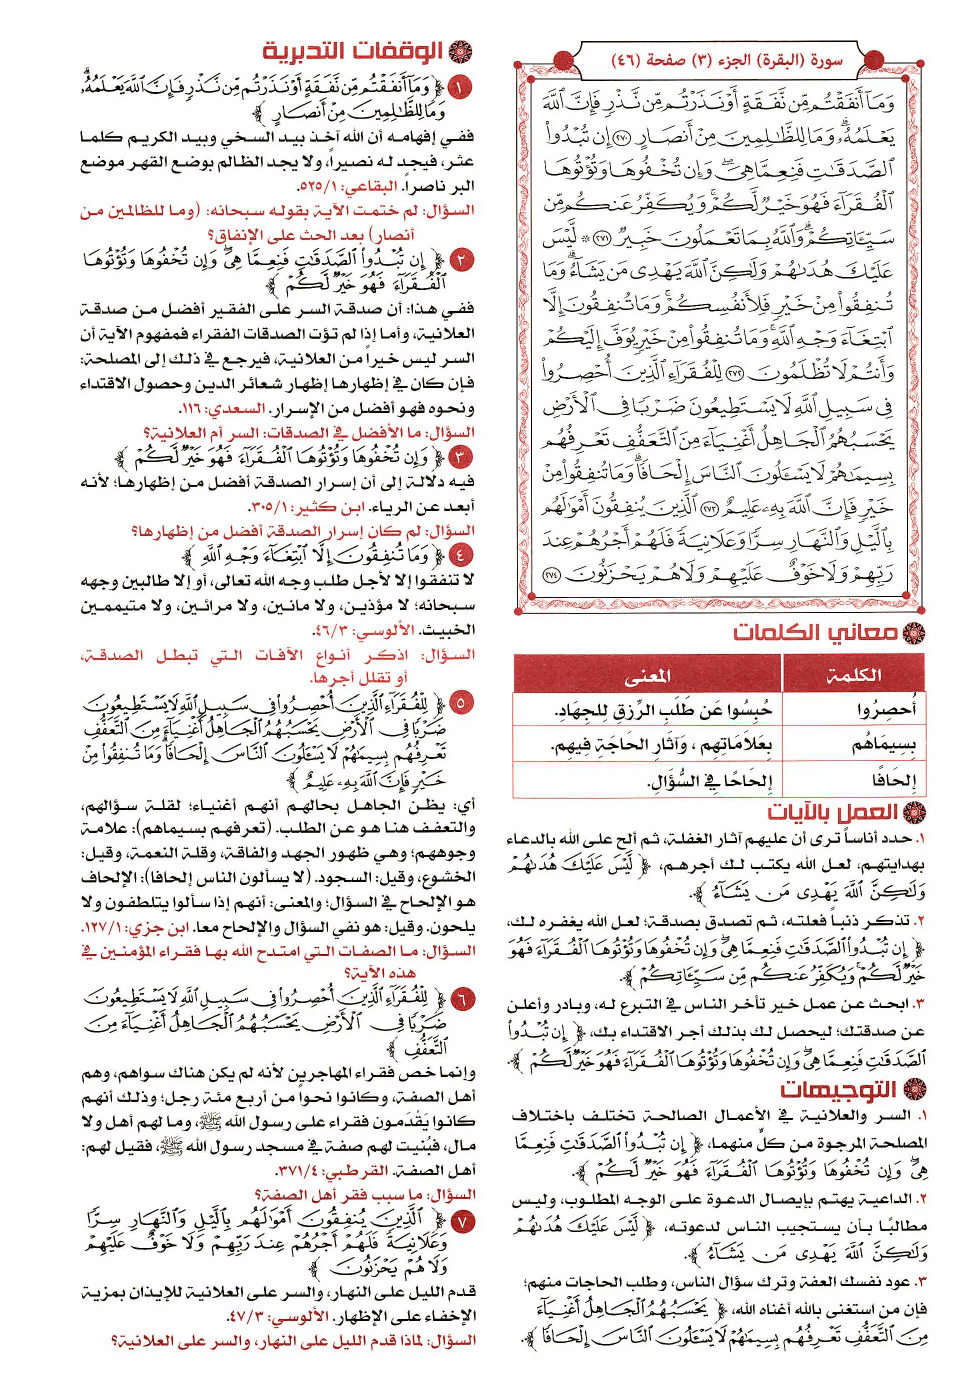 سورة (البقرة) الجزء (٣) صفحة (٤٦)
وَمَآ أَنفَقْتُم مِّن نَّفَقَةٍ أَوْ نَذَرْتُم مِّن نَّذْرٍ فَإِنَّ ٱللَّهَ
يَعْلَمُهُۥ ۗ وَمَا لِلظَّٰلِمِينَ مِنْ أَنصَارٍ ﴿٢٧٠﴾ إِن تُبْدُوا۟
ٱلصَّدَقَٰتِ فَنِعِمَّا هِىَ ۖ وَإِن تُخْفُوهَا وَتُؤْتُوهَا
ٱلْفُقَرَآءَ فَهُوَ خَيْرٌ لَّكُمْ ۚ وَيُكَفِّرُ عَنكُم مِّن
سَيِّـَٔاتِكُمْ ۗ وَٱللَّهُ بِمَا تَعْمَلُونَ خَبِيرٌ ﴿٢٧١﴾ ۞ لَّيْسَ
عَلَيْكَ هُدَىٰهُمْ وَلَٰكِنَّ ٱللَّهَ يَهْدِى مَن يَشَآءُ ۗ وَمَا
تُنفِقُوا۟ مِنْ خَيْرٍ فَلِأَنفُسِكُمْ ۚ وَمَا تُنفِقُونَ إِلَّا
ٱبْتِغَآءَ وَجْهِ ٱللَّهِ ۚ وَمَا تُنفِقُوا۟ مِنْ خَيْرٍ يُوَفَّ إِلَيْكُمْ
وَأَنتُمْ لَا تُظْلَمُونَ ﴿٢٧٢﴾ لِلْفُقَرَآءِ ٱلَّذِينَ أُحْصِرُوا۟
فِى سَبِيلِ ٱللَّهِ لَا يَسْتَطِيعُونَ ضَرْبًا فِى ٱلْأَرْضِ
يَحْسَبُهُمُ ٱلْجَاهِلُ أَغْنِيَآءَ مِنَ ٱلتَّعَفُّفِ تَعْرِفُهُم
بِسِيمَٰهُمْ لَا يَسْـَٔلُونَ ٱلنَّاسَ إِلْحَافًا ۗ وَمَا تُنفِقُوا۟ مِنْ
خَيْرٍ فَإِنَّ ٱللَّهَ بِهِۦ عَلِيمٌ ﴿٢٧٣﴾ ٱلَّذِينَ يُنفِقُونَ أَمْوَٰلَهُم
بِٱلَّيْلِ وَٱلنَّهَارِ سِرًّا وَعَلَانِيَةً فَلَهُمْ أَجْرُهُمْ عِندَ
رَبِّهِمْ وَلَا خَوْفٌ عَلَيْهِمْ وَلَا هُمْ يَحْزَنُونَ ﴿٢٧٤﴾
معاني الكلمات
الكلمة المعنى
أُحصِرُوا حُبِسُوا عَن طَلَبِ الرِّزقِ لِلجِهَادِ.
بِسِيمَاهُم بِعَلَامَاتِهِم، وَآثَارِ الحَاجَةِ فِيهِم.
إِلحَافًا إِلحَاحًا فِي السُّؤَالِ.
العمل بالآيات
١. حدد أناساً ترى أن عليهم آثار الغفلة، ثم ألح على الله بالدعاء
بهدايتهم، لعل الله يكتب لك أجرهم، ﴿ لَّيْسَ عَلَيْكَ هُدَىٰهُمْ
وَلَٰكِنَّ ٱللَّهَ يَهْدِى مَن يَشَآءُ ﴾.
٢. تذكر ذنباً فعلته، ثم تصدق بصدقة؛ لعل الله يغفره لك،
﴿ إِن تُبْدُوا۟ ٱلصَّدَقَٰتِ فَنِعِمَّا هِىَ ۖ وَإِن تُخْفُوهَا وَتُؤْتُوهَا ٱلْفُقَرَآءَ فَهُوَ
خَيْرٌ لَّكُمْ ۚ وَيُكَفِّرُ عَنكُم مِّن سَيِّـَٔاتِكُمْ ﴾.
٣. ابحث عن عمل خير تأخر الناس في التبرع له، وبادر وأعلن
عن صدقتك؛ ليحصل لك بذلك أجر الاقتداء بك، ﴿ إِن تُبْدُوا۟
ٱلصَّدَقَٰتِ فَنِعِمَّا هِىَ ۖ وَإِن تُخْفُوهَا وَتُؤْتُوهَا ٱلْفُقَرَآءَ فَهُوَ خَيْرٌ لَّكُمْ ﴾.
التوجيهات
١. السر والعلانية في الأعمال الصالحة تختلف باختلاف
المصلحة المرجوة من كلٍّ منهما، ﴿ إِن تُبْدُوا۟ ٱلصَّدَقَٰتِ فَنِعِمَّا
هِىَ ۖ وَإِن تُخْفُوهَا وَتُؤْتُوهَا ٱلْفُقَرَآءَ فَهُوَ خَيْرٌ لَّكُمْ ﴾.
٢. الداعية يهتم بإيصال الدعوة على الوجه المطلوب، وليس
مطالبًا بأن يستجيب الناس لدعوته، ﴿ لَّيْسَ عَلَيْكَ هُدَىٰهُمْ
وَلَٰكِنَّ ٱللَّهَ يَهْدِى مَن يَشَآءُ ﴾.
٣. عود نفسك العفة وترك سؤال الناس، وطلب الحاجات منهم؛
فإن من استغنى بالله أغناه الله، ﴿ يَحْسَبُهُمُ ٱلْجَاهِلُ أَغْنِيَآءَ
مِنَ ٱلتَّعَفُّفِ تَعْرِفُهُم بِسِيمَٰهُمْ لَا يَسْـَٔلُونَ ٱلنَّاسَ إِلْحَافًا ﴾.
الوقفات التدبرية
١ ﴿ وَمَآ أَنفَقْتُم مِّن نَّفَقَةٍ أَوْ نَذَرْتُم مِّن نَّذْرٍ فَإِنَّ ٱللَّهَ يَعْلَمُهُۥ ۗ
وَمَا لِلظَّٰلِمِينَ مِنْ أَنصَارٍ ﴾
ففي إفهامه أن الله آخذ بيد السخي وبيد الكريم كلما
عثر، فيجد له نصيراً، ولا يجد الظالم بوضع القهر موضع
البر ناصراً. البقاعي: ٥٢٥/١.
السؤال: لم ختمت الآية بقوله سبحانه: (وما للظالمين من
أنصار) بعد الحث على الإنفاق؟
٢ ﴿ إِن تُبْدُوا۟ ٱلصَّدَقَٰتِ فَنِعِمَّا هِىَ ۖ وَإِن تُخْفُوهَا وَتُؤْتُوهَا
ٱلْفُقَرَآءَ فَهُوَ خَيْرٌ لَّكُمْ ﴾
ففي هذا: أن صدقة السر على الفقير أفضل من صدقة
العلانية، وأما إذا لم تؤت الصدقات الفقراء فمفهوم الآية أن
السر ليس خيراً من العلانية، فيرجع في ذلك إلى المصلحة:
فإن كان في إظهارها إظهار شعائر الدين وحصول الاقتداء
ونحوه فهو أفضل من الإسرار. السعدي: ١١٦.
السؤال: ما الأفضل في الصدقات: السر أم العلانية؟
٣ ﴿ وَإِن تُخْفُوهَا وَتُؤْتُوهَا ٱلْفُقَرَآءَ فَهُوَ خَيْرٌ لَّكُمْ ﴾
فيه دلالة إلى أن إسرار الصدقة أفضل من إظهارها؛ لأنه
أبعد عن الرياء. ابن كثير: ٣٠٥/١.
السؤال: لم كان إسرار الصدقة أفضل من إظهارها؟
٤ ﴿ وَمَا تُنفِقُونَ إِلَّا ٱبْتِغَآءَ وَجْهِ ٱللَّهِ ﴾
لا تنفقوا إلا لأجل طلب وجه الله تعالى، أو إلا طالبين وجهه
سبحانه؛ لا مؤذين، ولا مانين، ولا مرائين، ولا متيممين
الخبيث. الألوسي: ٤٦/٣.
السؤال: اذكر أنواع الآفات التي تبطل الصدقة،
أو تقلل أجرها.
٥ ﴿ لِلْفُقَرَآءِ ٱلَّذِينَ أُحْصِرُوا۟ فِى سَبِيلِ ٱللَّهِ لَا يَسْتَطِيعُونَ
ضَرْبًا فِى ٱلْأَرْضِ يَحْسَبُهُمُ ٱلْجَاهِلُ أَغْنِيَآءَ مِنَ ٱلتَّعَفُّفِ
تَعْرِفُهُم بِسِيمَٰهُمْ لَا يَسْـَٔلُونَ ٱلنَّاسَ إِلْحَافًا ۗ وَمَا تُنفِقُوا۟ مِنْ
خَيْرٍ فَإِنَّ ٱللَّهَ بِهِۦ عَلِيمٌ ﴾
أي: يظن الجاهل بحالهم أنهم أغنياء؛ لقلة سؤالهم،
والتعفف هنا هو عن الطلب. (تعرفهم بسيماهم): علامة
وجوههم؛ وهي ظهور الجهد والفاقة، وقلة النعمة، وقيل:
الخشوع، وقيل: السجود. (لا يسألون الناس إلحافا): الإلحاف
هو الإلحاح في السؤال؛ والمعنى: أنهم إذا سألوا يتلطفون ولا
يلحون. وقيل: هو نفي السؤال والإلحاح معا. ابن جزي: ١٢٧/١.
السؤال: ما الصفات التي امتدح الله بها فقراء المؤمنين في
هذه الآية؟
٦ ﴿ لِلْفُقَرَآءِ ٱلَّذِينَ أُحْصِرُوا۟ فِى سَبِيلِ ٱللَّهِ لَا يَسْتَطِيعُونَ
ضَرْبًا فِى ٱلْأَرْضِ يَحْسَبُهُمُ ٱلْجَاهِلُ أَغْنِيَآءَ مِنَ
ٱلتَّعَفُّفِ ﴾
وإنما خص فقراء المهاجرين لأنه لم يكن هناك سواهم، وهم
أهل الصفة، وكانوا نحواً من أربع مئة رجل؛ وذلك أنهم
كانوا يَقْدَمون فقراء على رسول الله ﷺ، وما لهم أهل ولا
مال، فبُنيت لهم صفة في مسجد رسول الله ﷺ، فقيل لهم:
أهل الصفة. القرطبي: ٣٧١/٤.
السؤال: ما سبب فقر أهل الصفة؟
٧ ﴿ ٱلَّذِينَ يُنفِقُونَ أَمْوَٰلَهُم بِٱلَّيْلِ وَٱلنَّهَارِ سِرًّا
وَعَلَانِيَةً فَلَهُمْ أَجْرُهُمْ عِندَ رَبِّهِمْ وَلَا خَوْفٌ عَلَيْهِمْ
وَلَا هُمْ يَحْزَنُونَ ﴾
قدم الليل على النهار، والسر على العلانية للإيذان بمزية
الإخفاء على الإظهار. الألوسي: ٤٧/٣.
السؤال: لماذا قدم الليل على النهار، والسر على العلانية؟